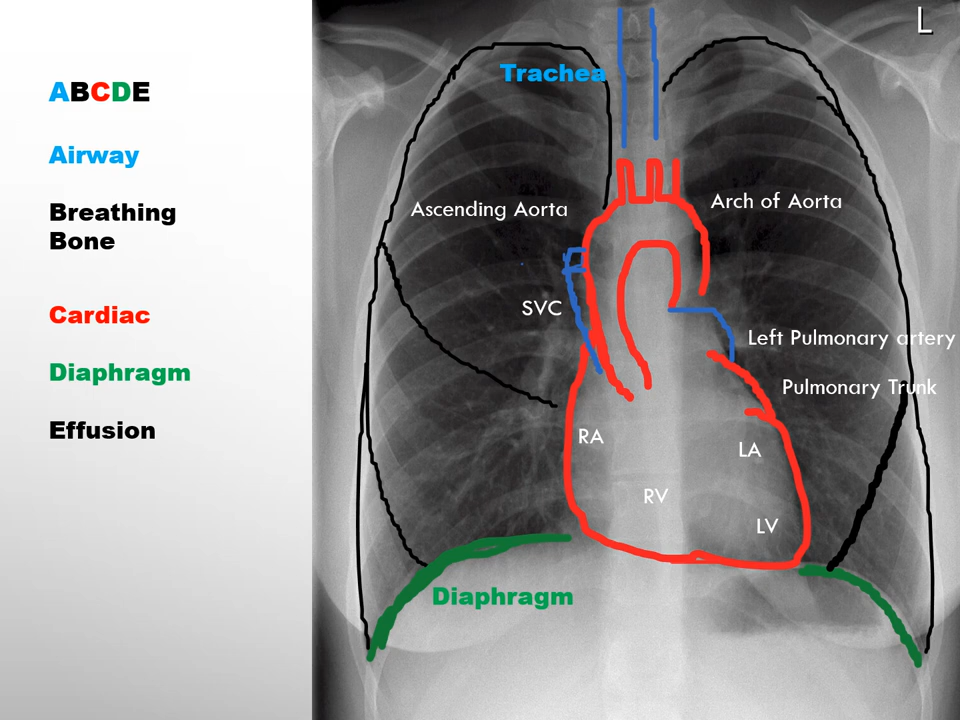 ABCDE
Airway
Breathing
Bone
Cardiac
Diaphragm
Effusion
L
Trachea
Ascending Aorta
Arch of Aorta
SVC
Left Pulmonary artery
Pulmonary Trunk
RA
LA
RV
LV
Diaphragm